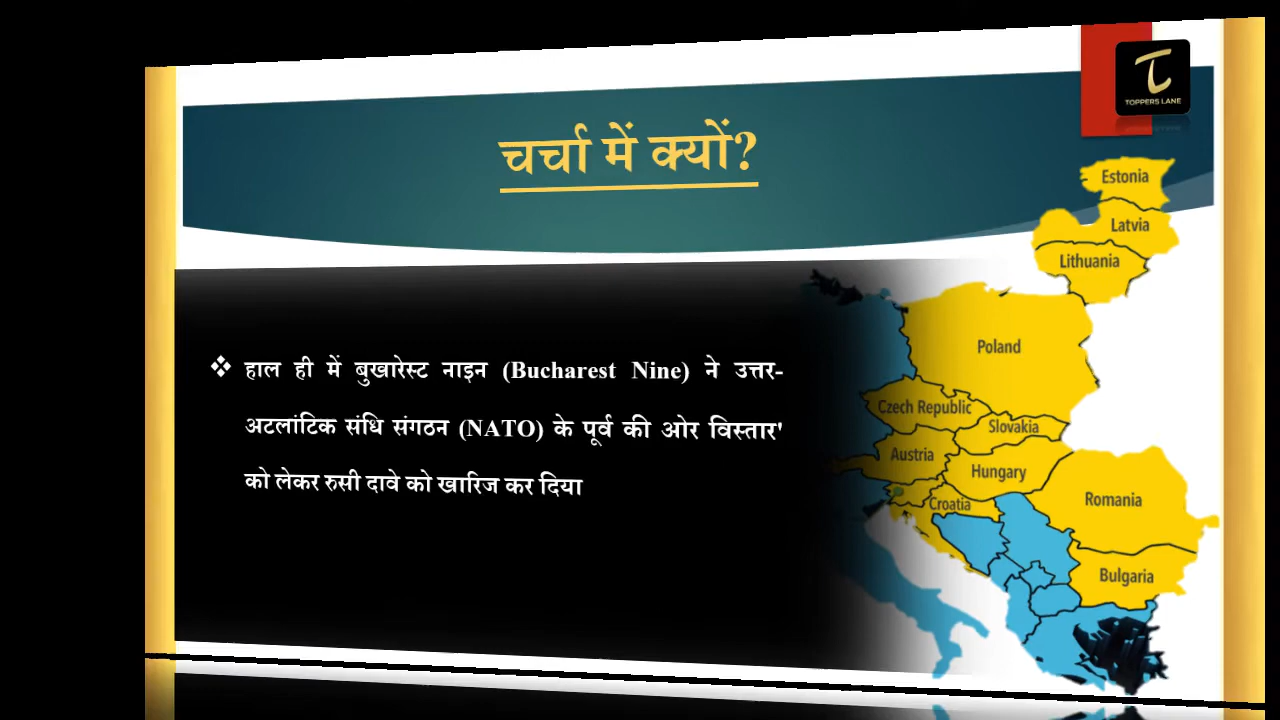 TOPPERS LANE
चर्चा में क्यों?
❖ हाल ही में बुखारेस्ट नाइन (Bucharest Nine) ने उत्तर-
अटलांटिक संधि संगठन (NATO) के पूर्व की ओर विस्तार'
को लेकर रुसी दावे को खारिज कर दिया
Estonia
Latvia
Lithuania
Poland
Czech Republic
Slovakia
Austria
Hungary
Croatia
Romania
Bulgaria